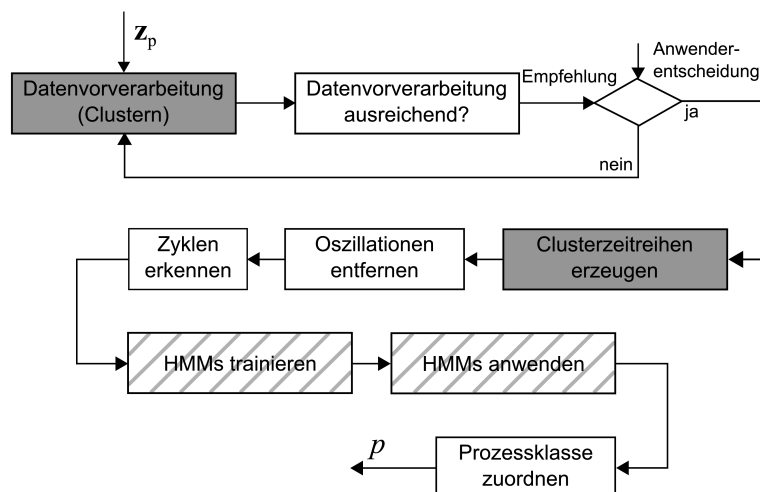 z_p
Datenvorverarbeitung
(Clustern)
Datenvorverarbeitung
ausreichend?
Empfehlung
Anwender-
entscheidung
ja
nein
Zyklen
erkennen
Oszillationen
entfernen
Clusterzeitreihen
erzeugen
HMMs trainieren
HMMs anwenden
p
Prozessklasse
zuordnen